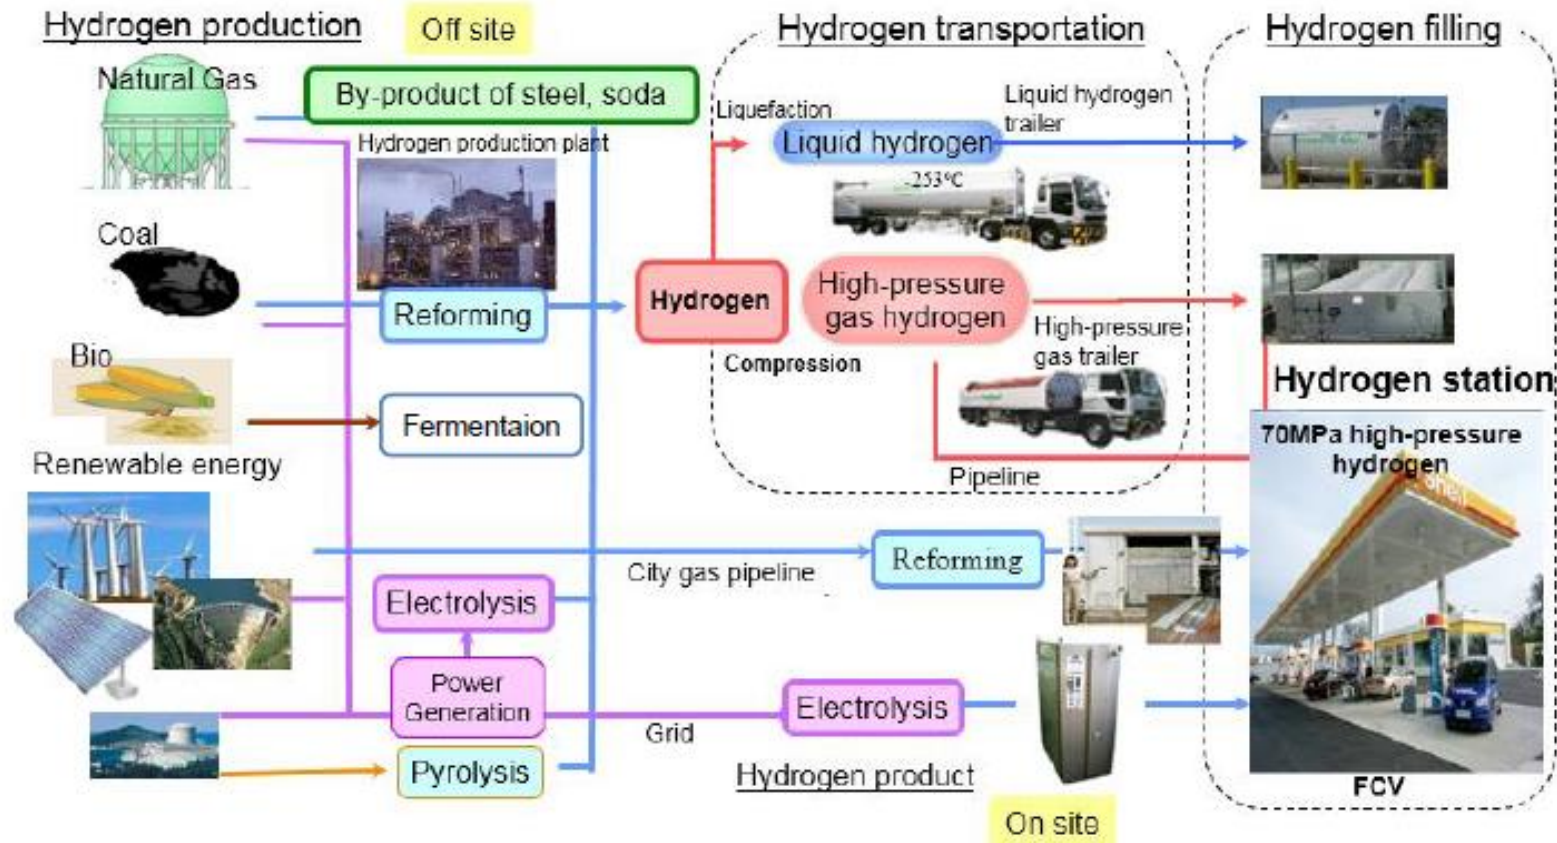 Hydrogen production
Off site
Hydrogen transportation
Hydrogen filling
Natural Gas
By-product of steel, soda
Liquefaction
Liquid hydrogen
trailer
Hydrogen production plant
Liquid hydrogen
-253°C
Coal
Reforming
Hydrogen
High-pressure
gas hydrogen
High-pressure
gas trailer
Compression
Bio
Fermentaion
Hydrogen station
70MPa high-pressure
hydrogen
Shell
Renewable energy
Pipeline
City gas pipeline
Reforming
Electrolysis
Power
Generation
Grid
Electrolysis
Pyrolysis
Hydrogen product
On site
FCV